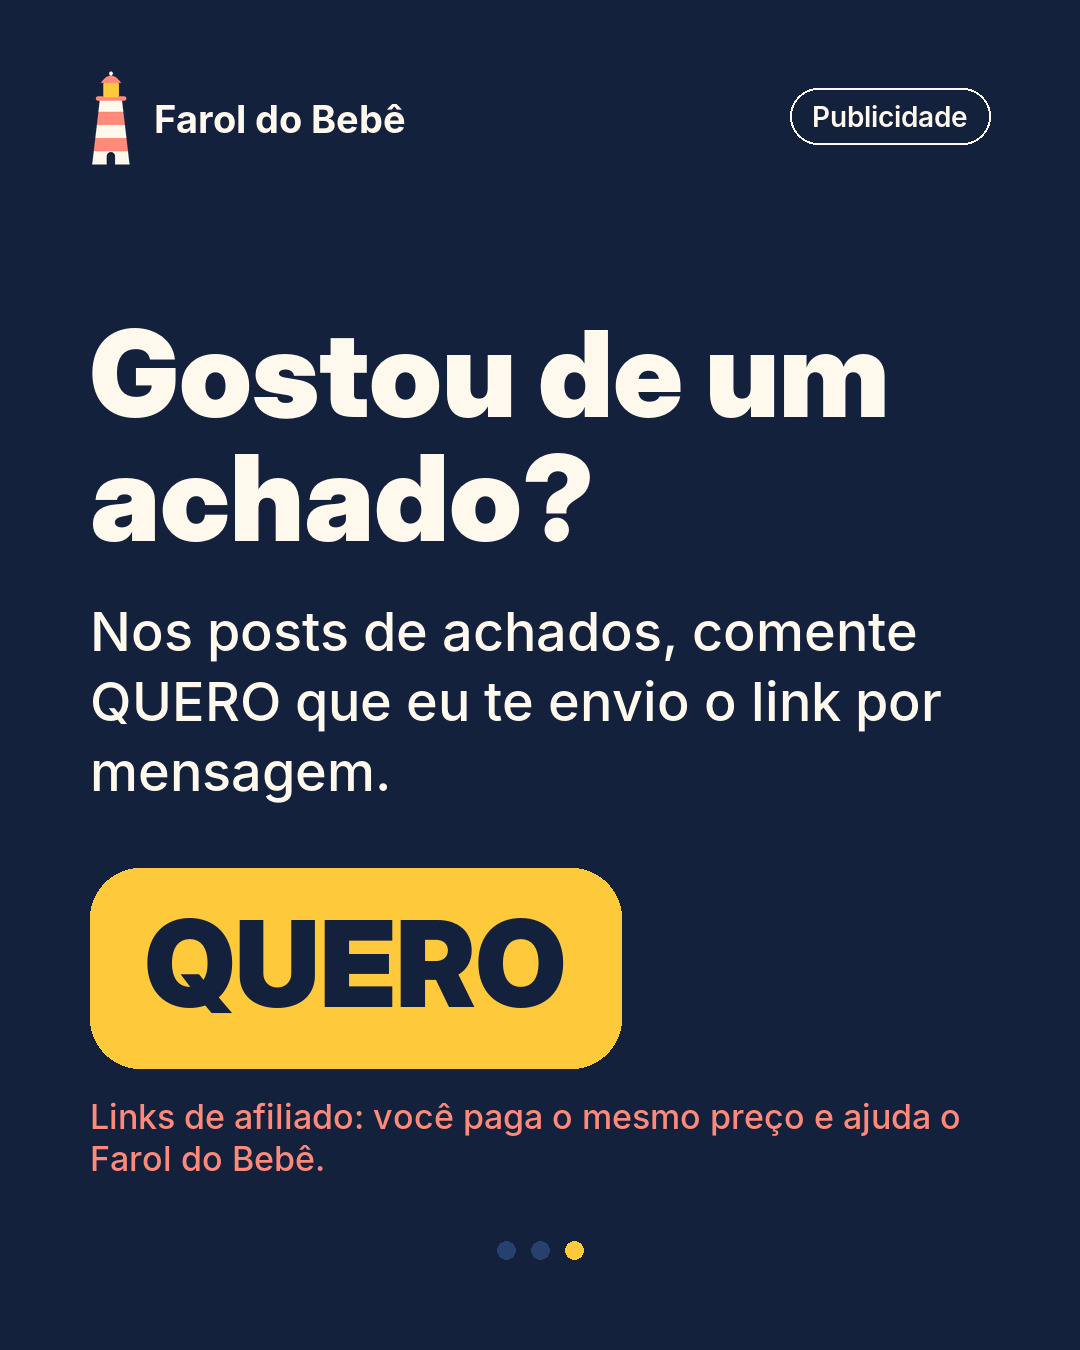 Farol do Bebê
Publicidade
Gostou de um
achado?
Nos posts de achados, comente
QUERO que eu te envio o link por
mensagem.
QUERO
Links de afiliado: você paga o mesmo preço e ajuda o
Farol do Bebê.